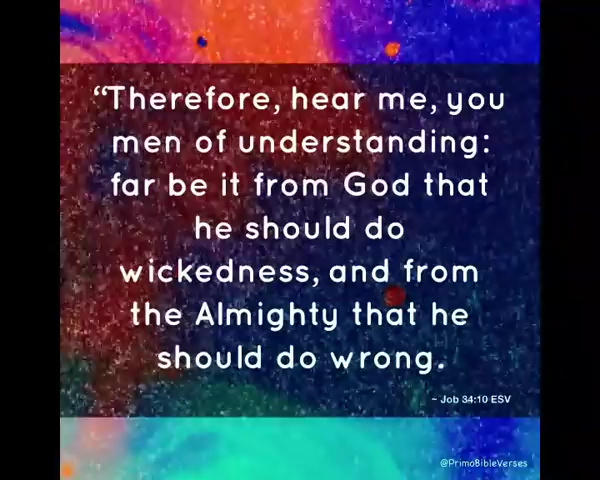 “Therefore, hear me, you
men of understanding:
far be it from God that
he should do
wickedness, and from
the Almighty that he
should do wrong.
~ Job 34:10 ESV
@PrimoBibleVerses